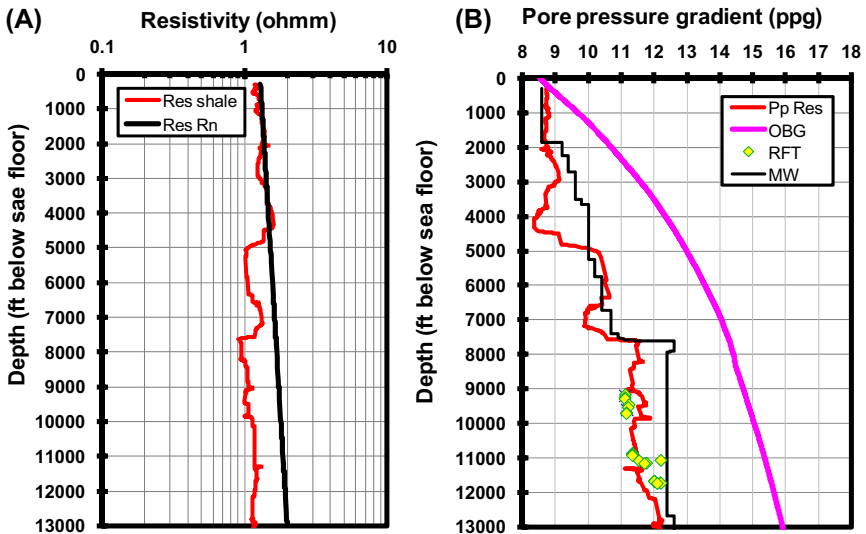 (A)
Resistivity (ohmm)
0.1 1 10
0
1000
2000
3000
4000
5000
6000
7000
8000
9000
10000
11000
12000
13000
Depth (ft below sae floor)
Res shale
Res Rn
(B)
Pore pressure gradient (ppg)
8 9 10 11 12 13 14 15 16 17 18
0
1000
2000
3000
4000
5000
6000
7000
8000
9000
10000
11000
12000
13000
Depth (ft below sea floor)
Pp Res
OBG
RFT
MW